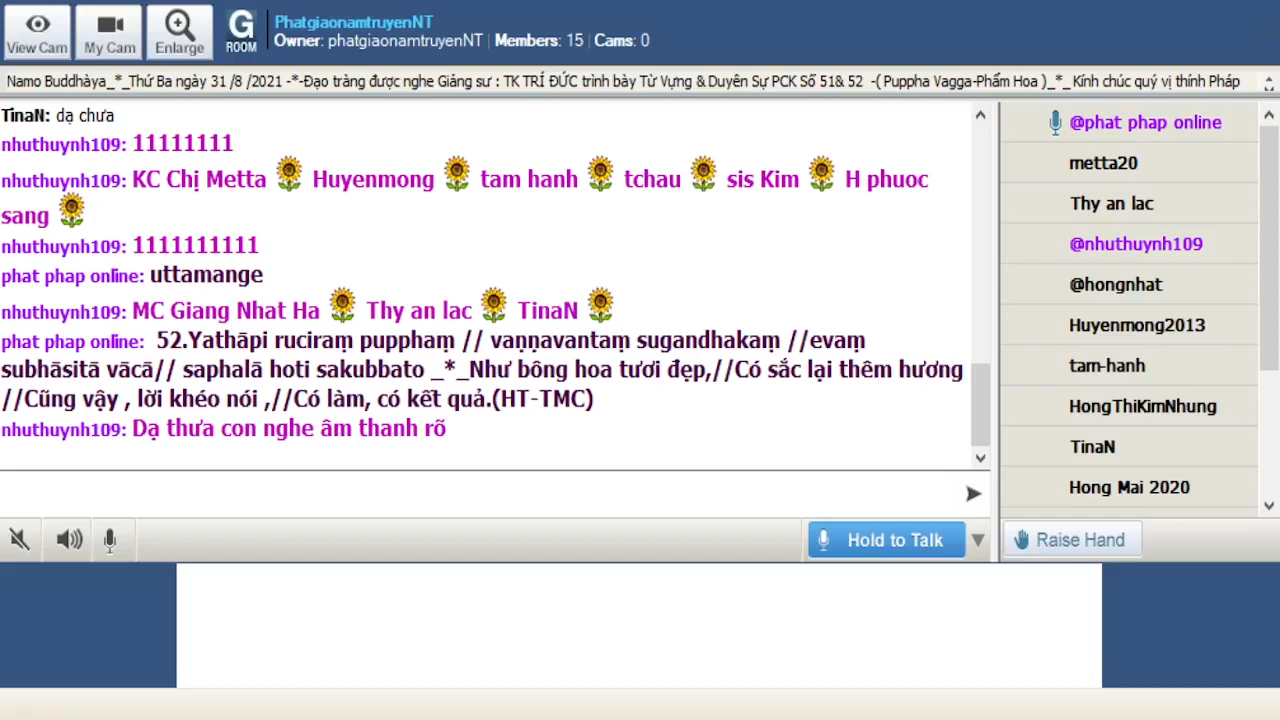 View Cam
My Cam
Enlarge
G
ROOM
PhatgiaonamtruyenNT
Owner: phatgiaonamtruyenNT | Members: 15 | Cams: 0
Namo Buddhàya_*_Thứ Ba ngày 31 /8 /2021 -*-Đạo tràng được nghe Giảng sư : TK TRÍ ĐỨC trình bày Từ Vựng & Duyên Sự PCK Số 51& 52 -( Puppha Vagga-Phẩm Hoa )_*_ Kính chúc quý vị thính Pháp
TinaN: dạ chưa
nhuthuynh109: 11111111
nhuthuynh109: KC Chị Metta 🌻 Huyenmong 🌻 tam hanh 🌻 tchau 🌻 sis Kim 🌻 H phuoc
sang 🌻
nhuthuynh109: 1111111111
phat phap online: uttamange
nhuthuynh109: MC Giang Nhat Ha 🌻 Thy an lac 🌻 TinaN 🌻
phat phap online: 52.Yathāpi ruciraṃ pupphaṃ // vaṇṇavantaṃ sugandhakaṃ //evaṃ
subhāsitā vācā// saphalā hoti sakubbato _*_Như bông hoa tươi đẹp,//Có sắc lại thêm hương
//Cũng vậy , lời khéo nói ,//Có làm, có kết quả.(HT-TMC)
nhuthuynh109: Dạ thưa con nghe âm thanh rõ
@phat phap online
metta20
Thy an lac
@nhuthuynh109
@hongnhat
Huyenmong2013
tam-hanh
HongThiKimNhung
TinaN
Hong Mai 2020
Hold to Talk
Raise Hand